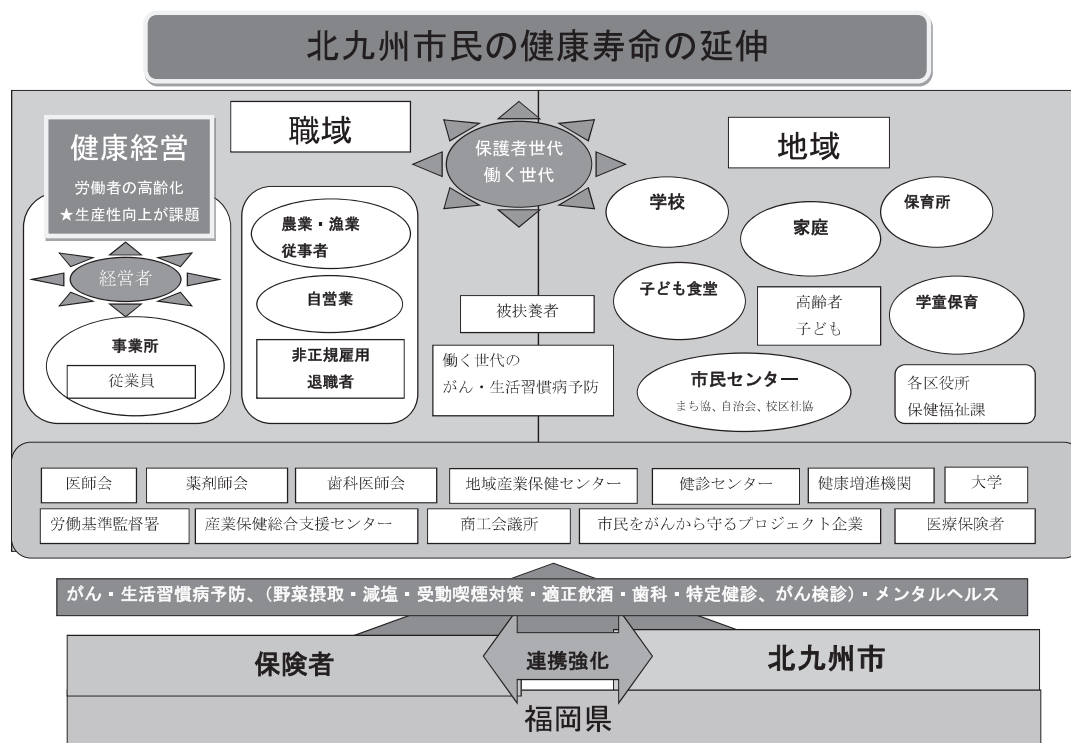 北九州市民の健康寿命の延伸
職域
健康経営
労働者の高齢化
★生産性向上が課題
経営者
事業所
従業員
農業・漁業
従事者
自営業
非正規雇用
退職者
保護者世代
働く世代
被扶養者
働く世代の
がん・生活習慣病予防
地域
学校
家庭
保育所
子ども食堂
高齢者
子ども
学童保育
市民センター
まち協、自治会、校区社協
各区役所
保健福祉課
医師会
薬剤師会
歯科医師会
地域産業保健センター
健診センター
健康増進機関
大学
労働基準監督署
産業保健総合支援センター
商工会議所
市民をがんから守るプロジェクト企業
医療保険者
がん・生活習慣病予防、（野菜摂取・減塩・受動喫煙対策・適正飲酒・歯科・特定健診、がん検診）・メンタルヘルス
保険者
連携強化
北九州市
福岡県